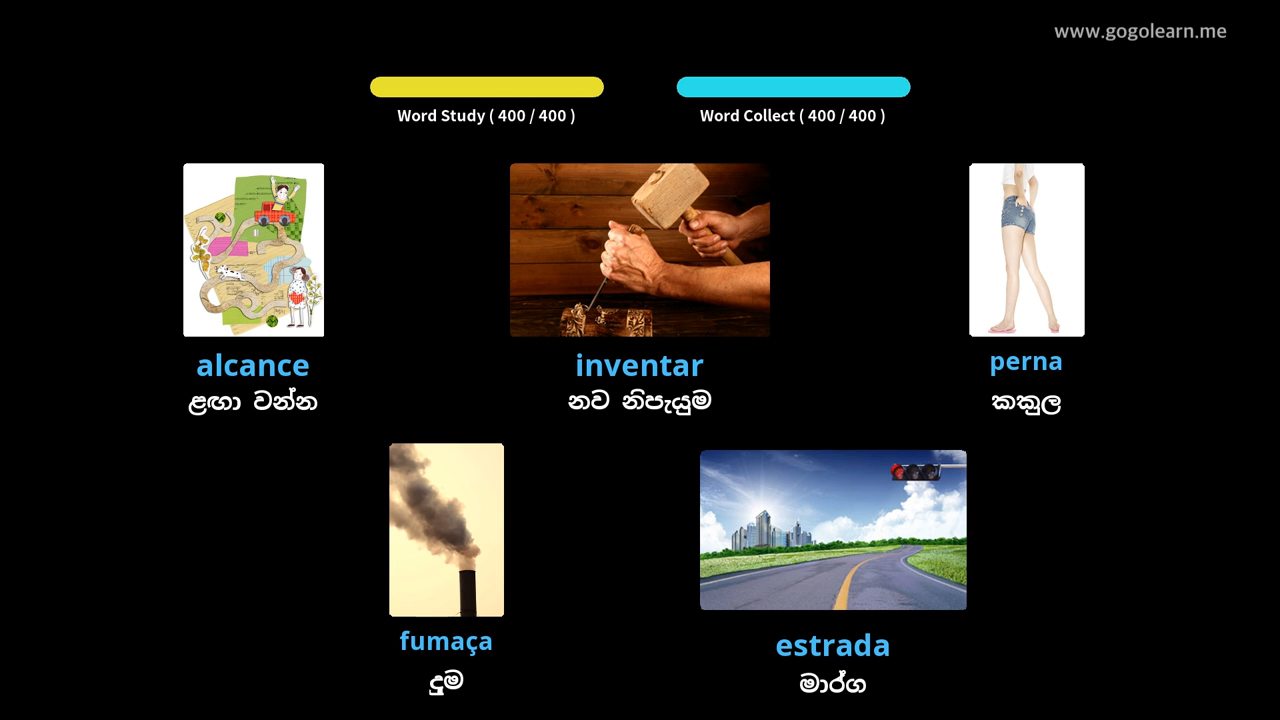 www.gogolearn.me
Word Study ( 400 / 400 )
Word Collect ( 400 / 400 )
alcance
ළඟා වන්න
inventar
නව නිපැයුම
perna
කකුල
fumaça
දුම
estrada
මාර්ග